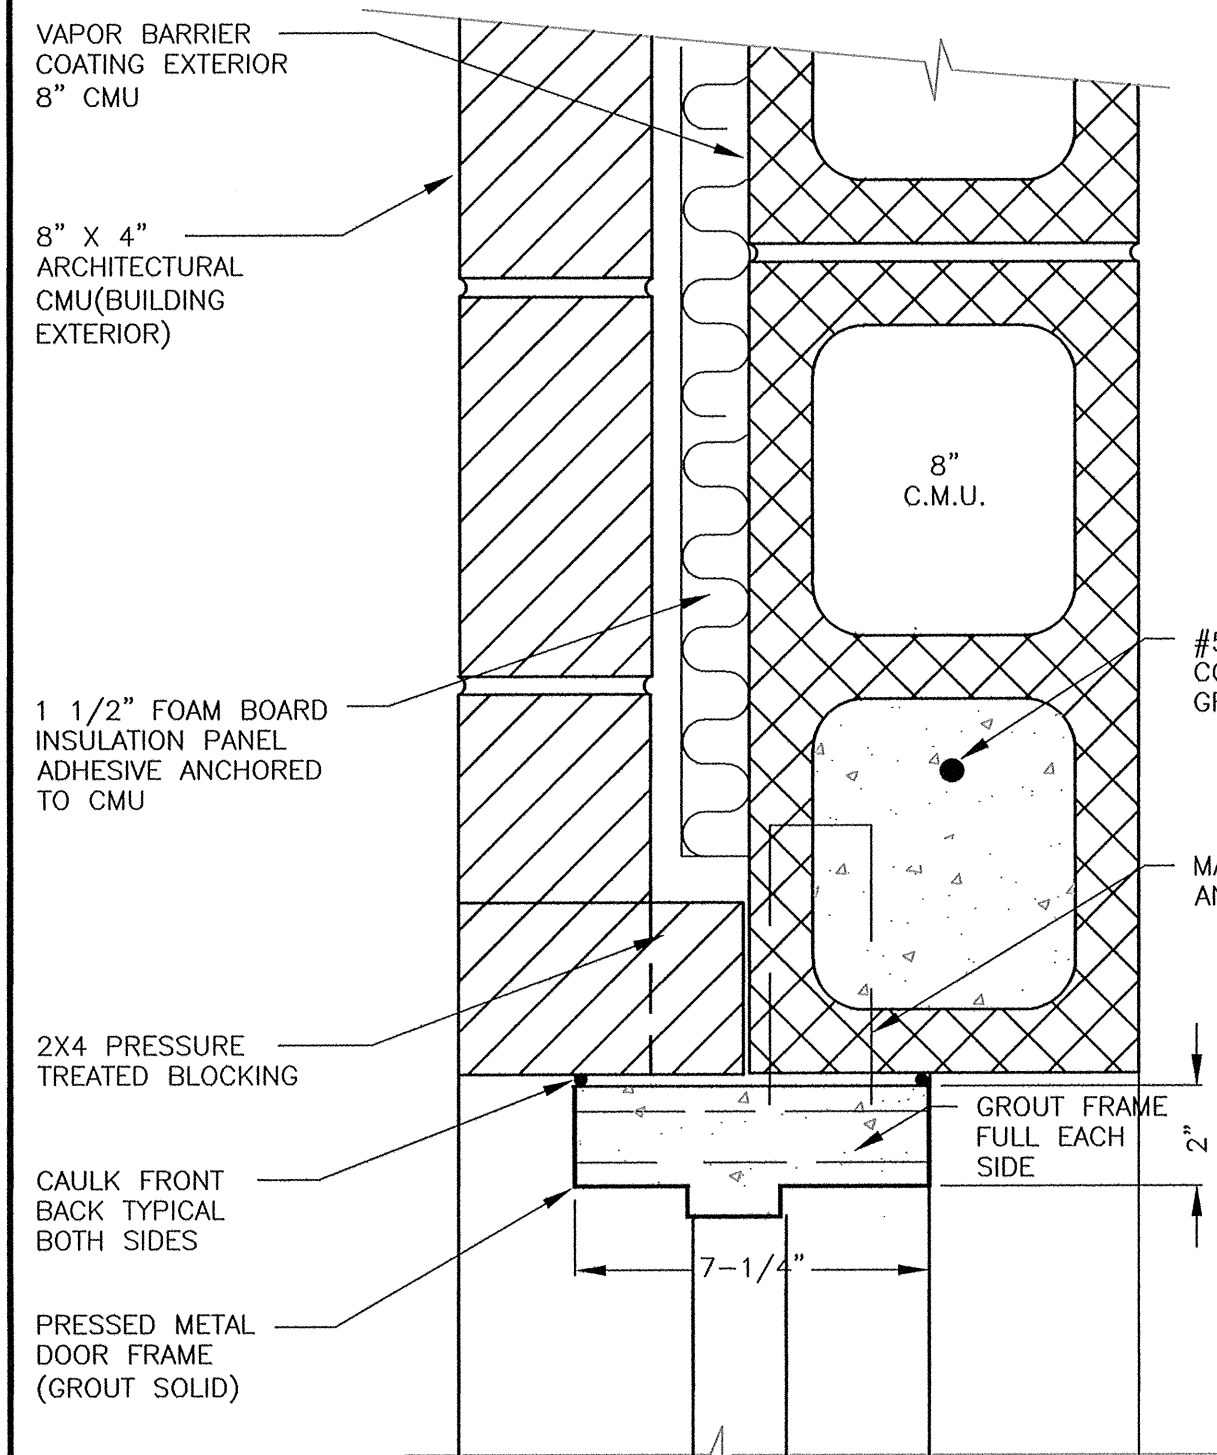 VAPOR BARRIER
COATING EXTERIOR
8" CMU
8" X 4"
ARCHITECTURAL
CMU(BUILDING
EXTERIOR)
8"
C.M.U.
1 1/2" FOAM BOARD
INSULATION PANEL
ADHESIVE ANCHORED
TO CMU
2X4 PRESSURE
TREATED BLOCKING
GROUT FRAME
FULL EACH
SIDE
2"
CAULK FRONT
BACK TYPICAL
BOTH SIDES
7-1/4"
PRESSED METAL
DOOR FRAME
(GROUT SOLID)